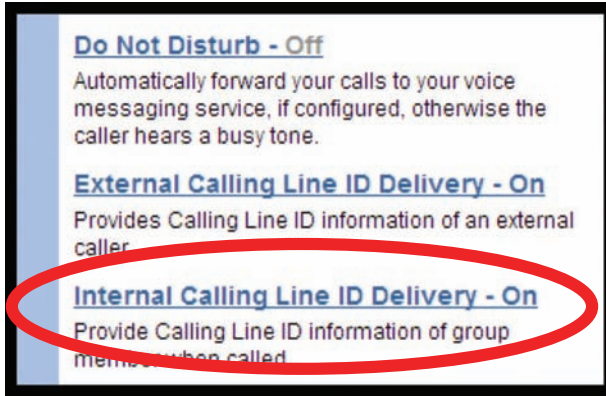 Do Not Disturb - Off
Automatically forward your calls to your voice
messaging service, if configured, otherwise the
caller hears a busy tone.
External Calling Line ID Delivery - On
Provides Calling Line ID information of an external
caller.
Internal Calling Line ID Delivery - On
Provide Calling Line ID information of group
member when called